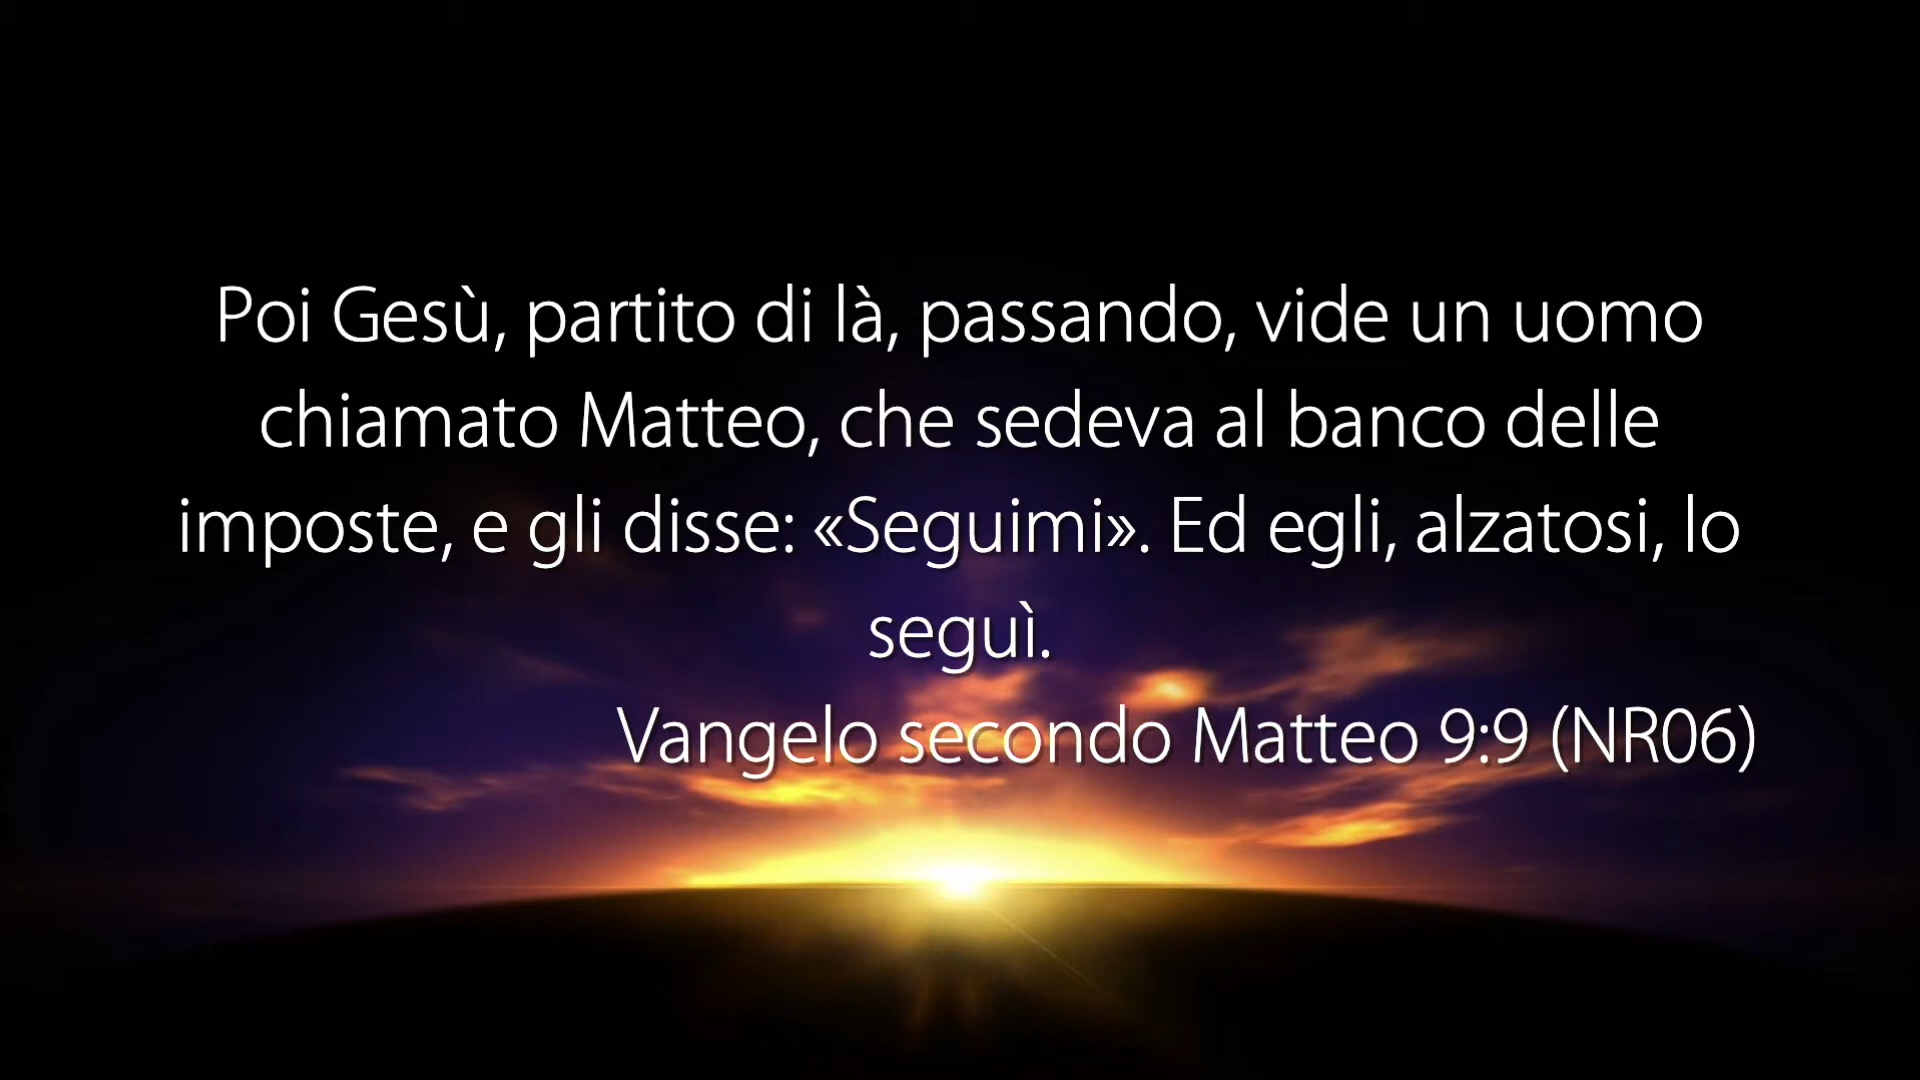 Poi Gesù, partito di là, passando, vide un uomo
chiamato Matteo, che sedeva al banco delle
imposte, e gli disse: «Seguimi». Ed egli, alzatosi, lo
seguì.
Vangelo secondo Matteo 9:9 (NR06)